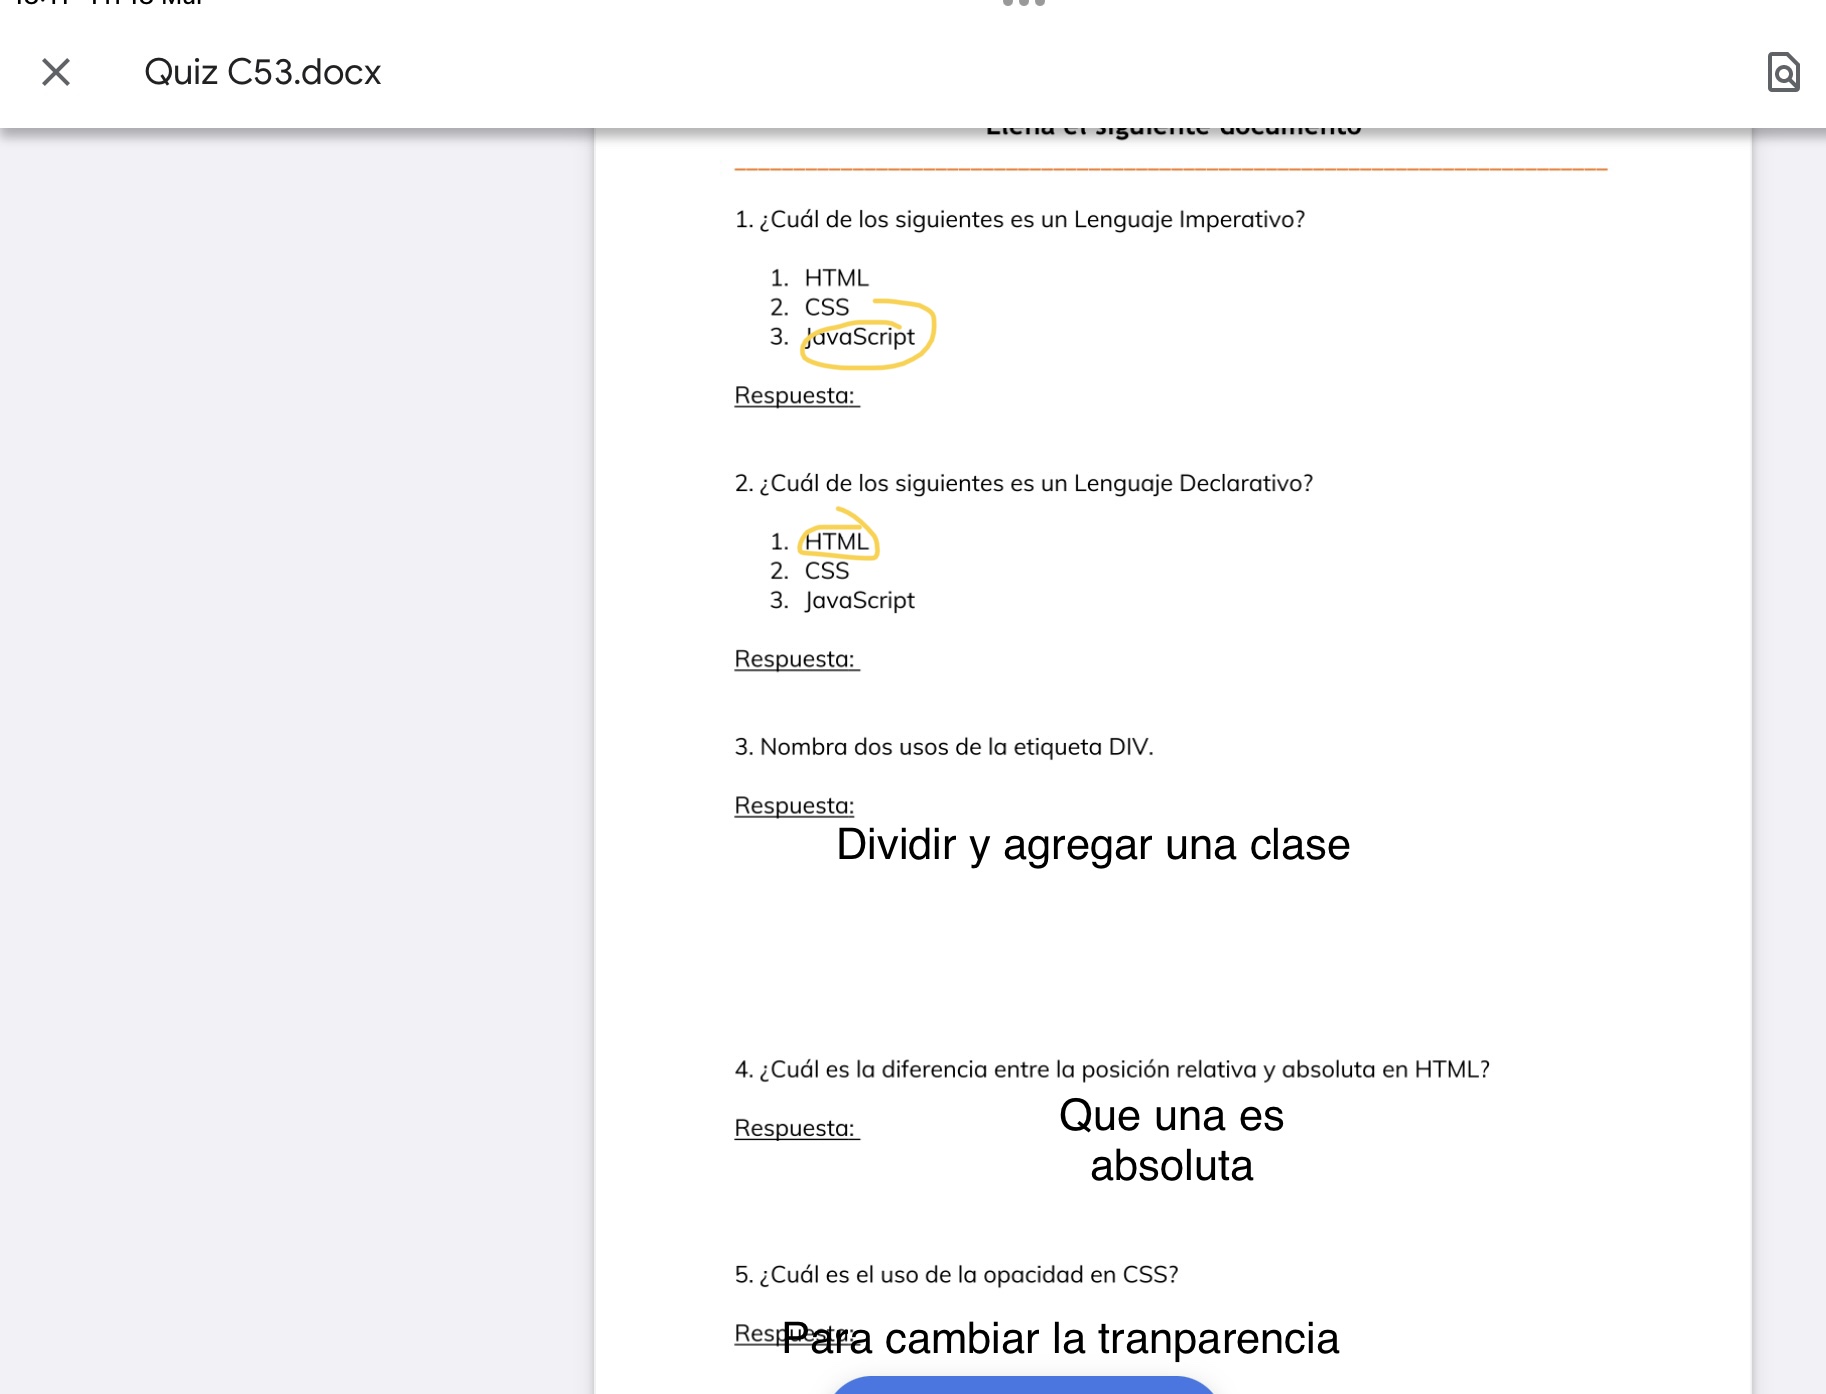 Quiz C53.docx
Llena el siguiente documento
1. ¿Cuál de los siguientes es un Lenguaje Imperativo?
1. HTML
2. CSS
3. JavaScript
Respuesta:
2. ¿Cuál de los siguientes es un Lenguaje Declarativo?
1. HTML
2. CSS
3. JavaScript
Respuesta:
3. Nombra dos usos de la etiqueta DIV.
Respuesta:
Dividir y agregar una clase
4. ¿Cuál es la diferencia entre la posición relativa y absoluta en HTML?
Que una es
Respuesta:
absoluta
5. ¿Cuál es el uso de la opacidad en CSS?
Respuesta:
Para cambiar la tranparencia